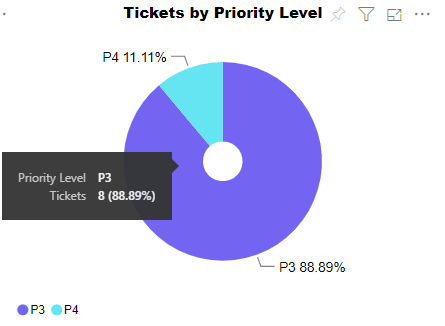 Tickets by Priority Level
P4 11.11%
Priority Level P3
Tickets 8 (88.89%)
P3 88.89%
P3 P4